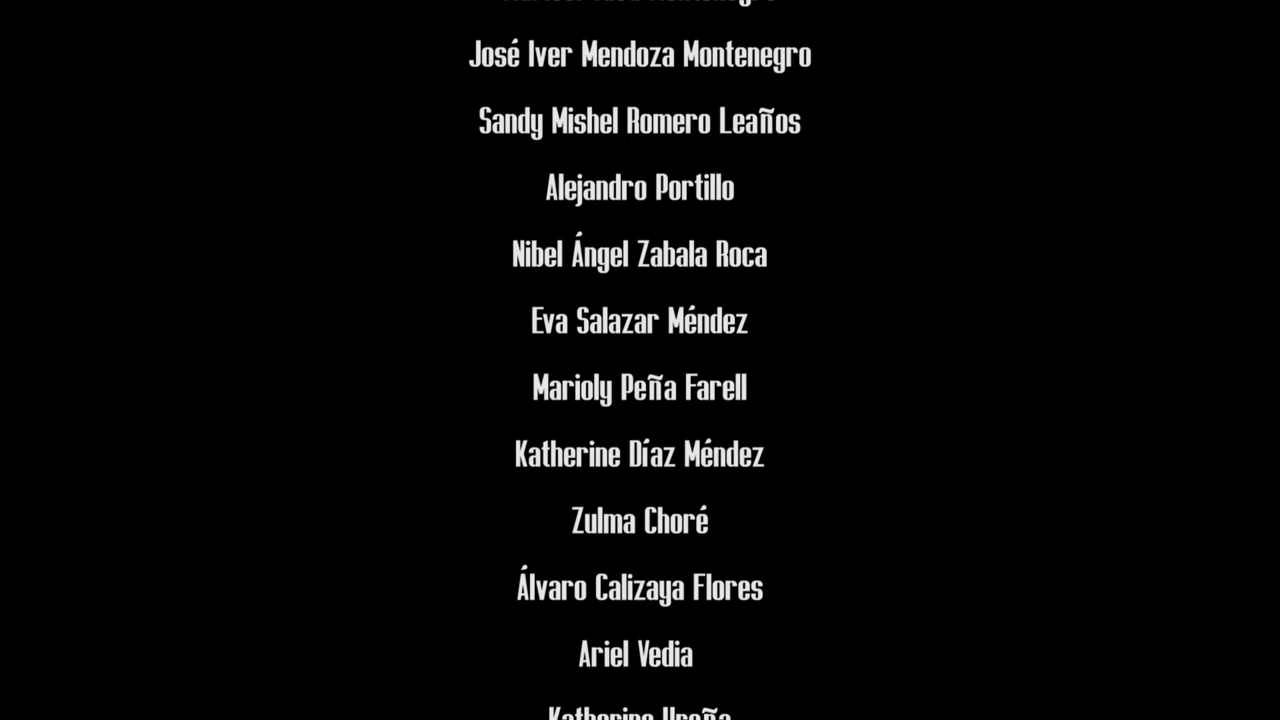 José Iver Mendoza Montenegro
Sandy Mishel Romero Leaños
Alejandro Portillo
Nibel Ángel Zabala Roca
Eva Salazar Méndez
Marioly Peña Farell
Katherine Díaz Méndez
Zulma Choré
Álvaro Calizaya Flores
Ariel Vedia
Katherine